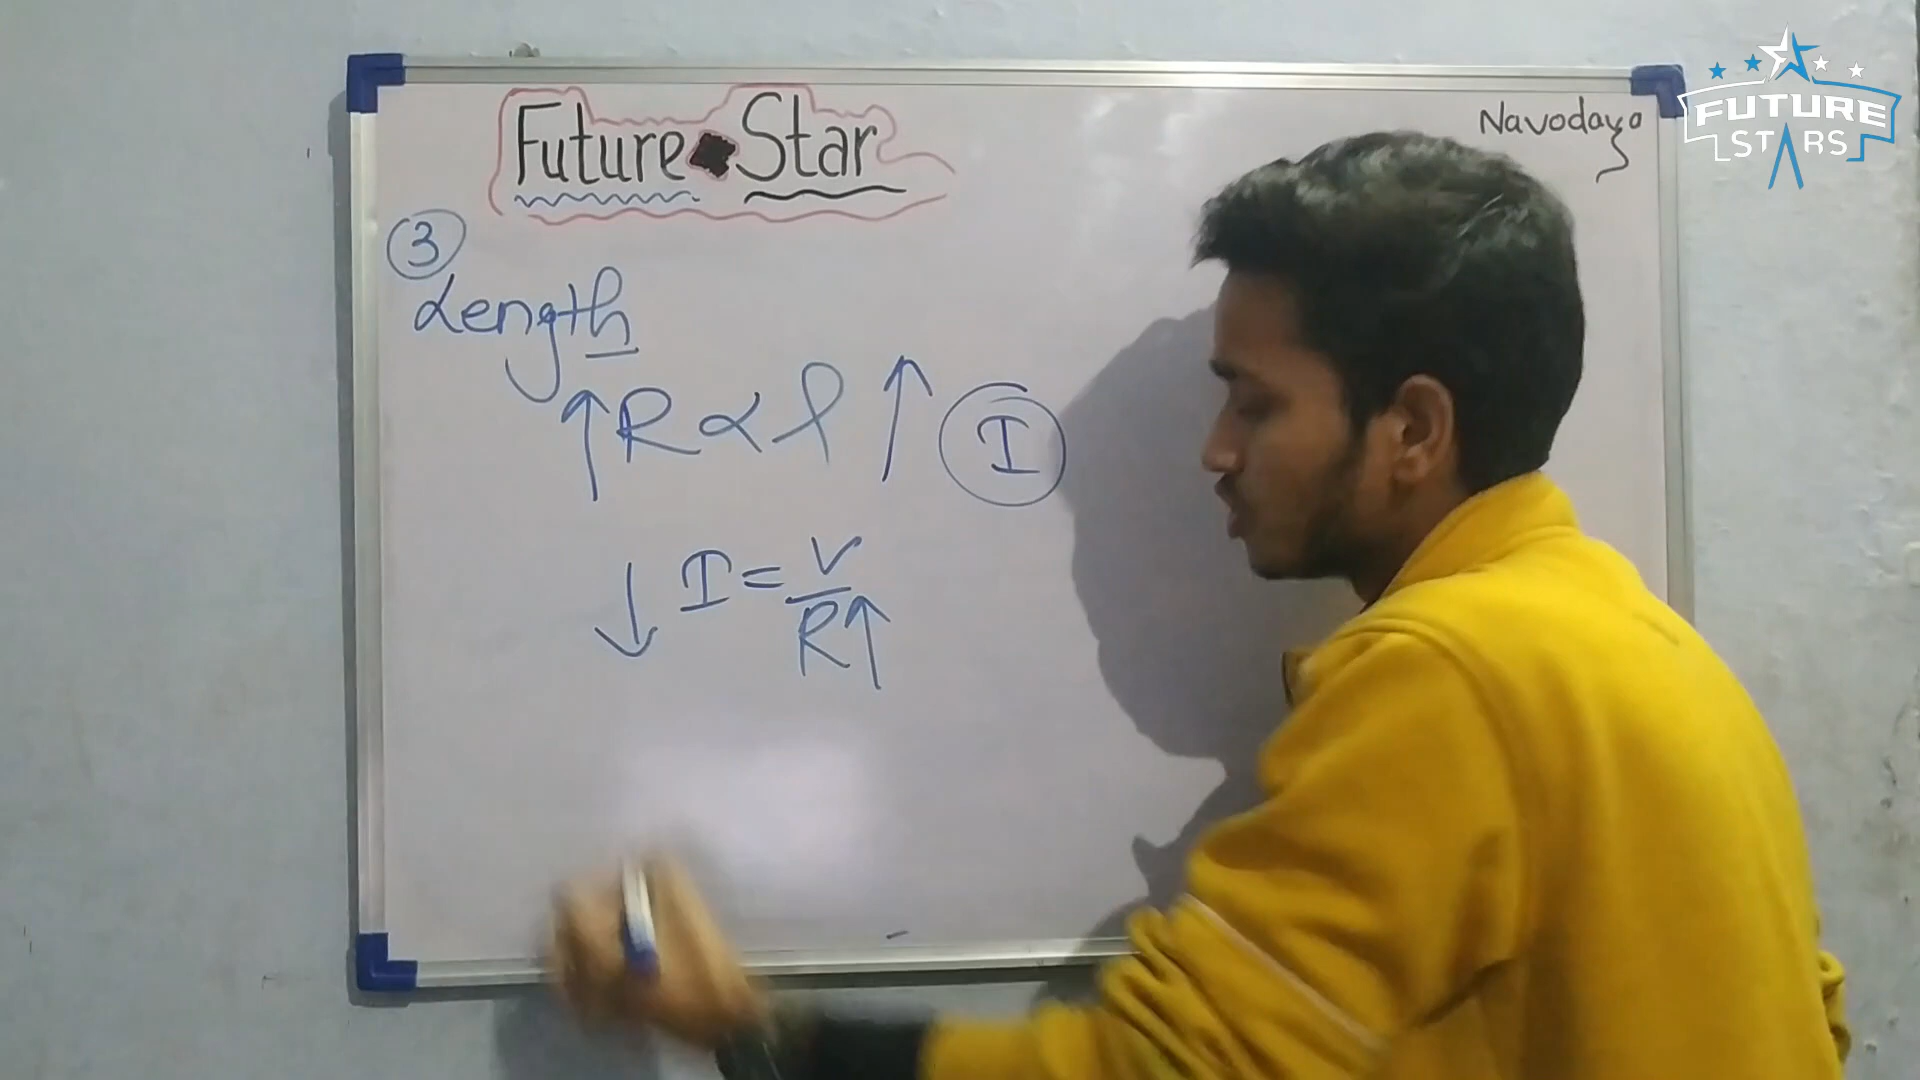 Future Star
Navodaya
3
Length
↑ R ∝ l ↑ I
↓ I = V/R ↑
FUTURE
STARS